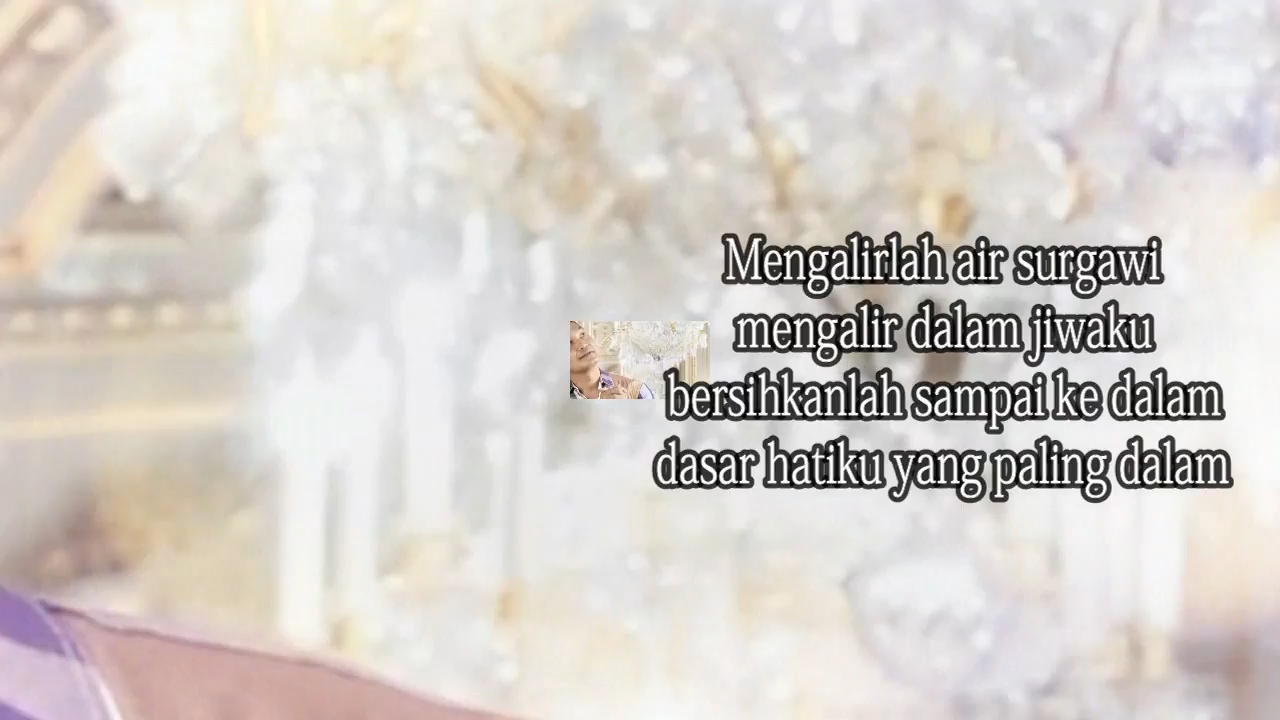 Mengalirlah air surgawi
mengalir dalam jiwaku
bersihkanlah sampai ke dalam
dasar hatiku yang paling dalam